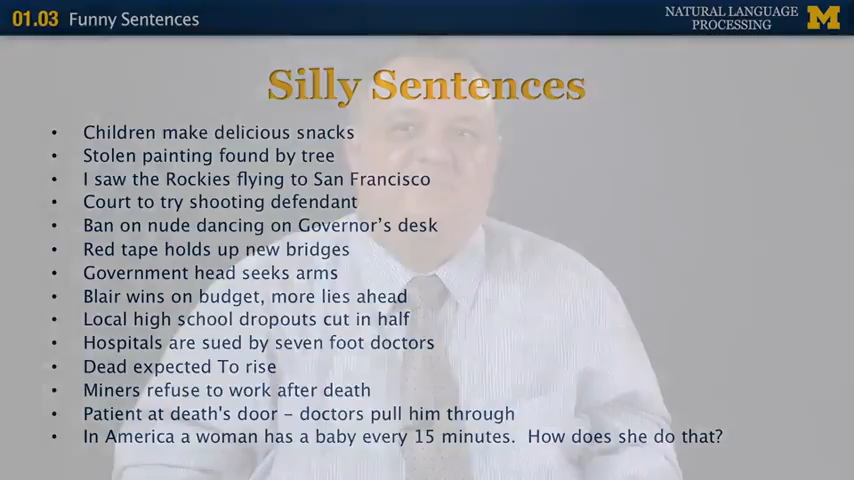 01.03 Funny Sentences
NATURAL LANGUAGE
PROCESSING
M
Silly Sentences
• Children make delicious snacks
• Stolen painting found by tree
• I saw the Rockies flying to San Francisco
• Court to try shooting defendant
• Ban on nude dancing on Governor's desk
• Red tape holds up new bridges
• Government head seeks arms
• Blair wins on budget, more lies ahead
• Local high school dropouts cut in half
• Hospitals are sued by seven foot doctors
• Dead expected To rise
• Miners refuse to work after death
• Patient at death's door – doctors pull him through
• In America a woman has a baby every 15 minutes.  How does she do that?